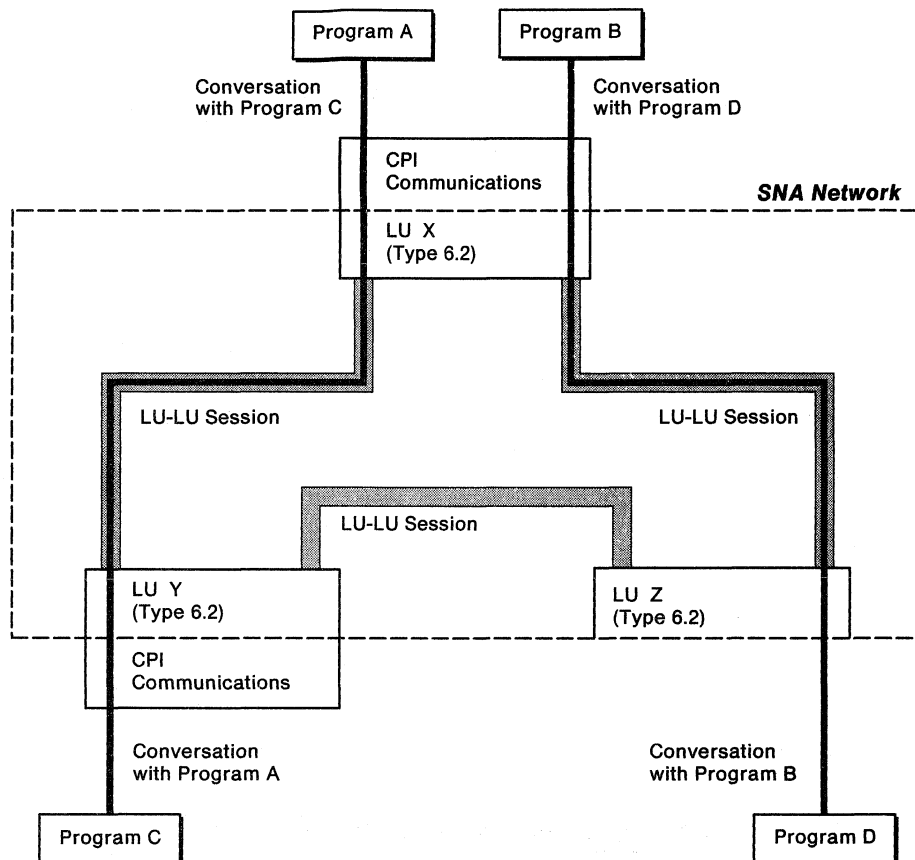 Program A
Program B
Conversation
with Program C
Conversation
with Program D
CPI
Communications
SNA Network
LU X
(Type 6.2)
LU-LU Session
LU-LU Session
LU-LU Session
LU Y
(Type 6.2)
LU Z
(Type 6.2)
CPI
Communications
Conversation
with Program A
Conversation
with Program B
Program C
Program D